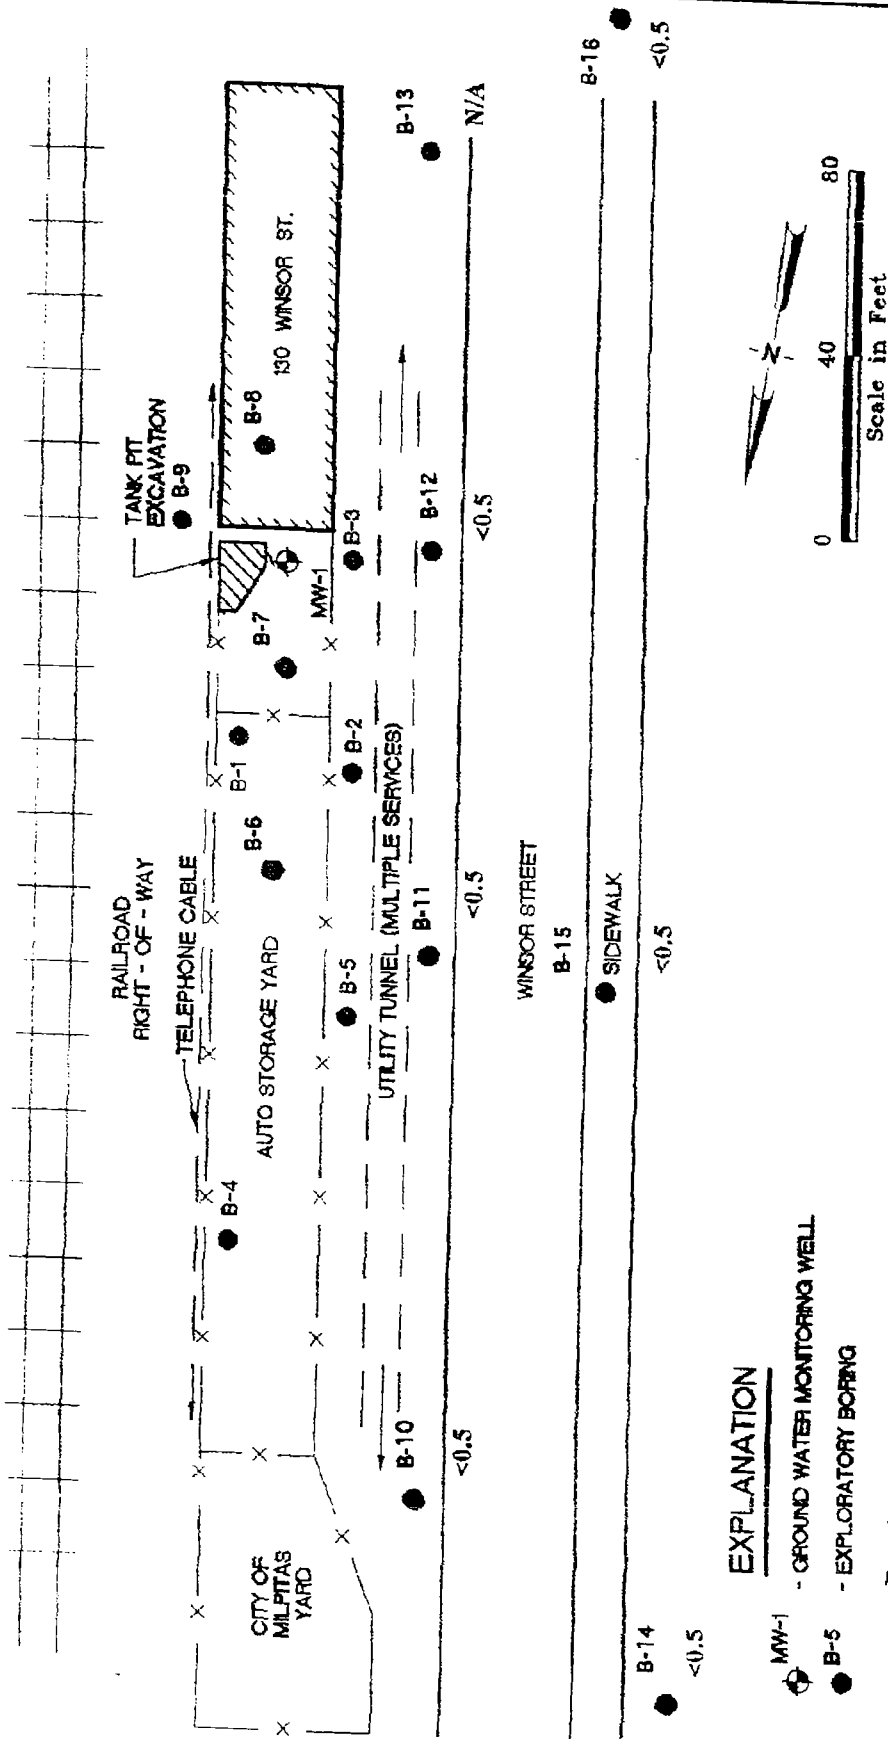 RAILROAD
RIGHT - OF - WAY
TELEPHONE CABLE
TANK PIT
EXCAVATION
B-9
130 WINSOR ST.
B-8
B-7
MW-1
B-3
B-1
B-2
B-6
AUTO STORAGE YARD
B-5
B-4
CITY OF
MILPITAS
YARD
UTILITY TUNNEL (MULTIPLE SERVICES)
B-10
<0.5
B-11
<0.5
B-12
<0.5
B-13
N/A
WINSOR STREET
B-15
SIDEWALK
<0.5
B-16
<0.5
B-14
<0.5
N
0 40 80
Scale in Feet
EXPLANATION
MW-1 - GROUND WATER MONITORING WELL
B-5 - EXPLORATORY BORING